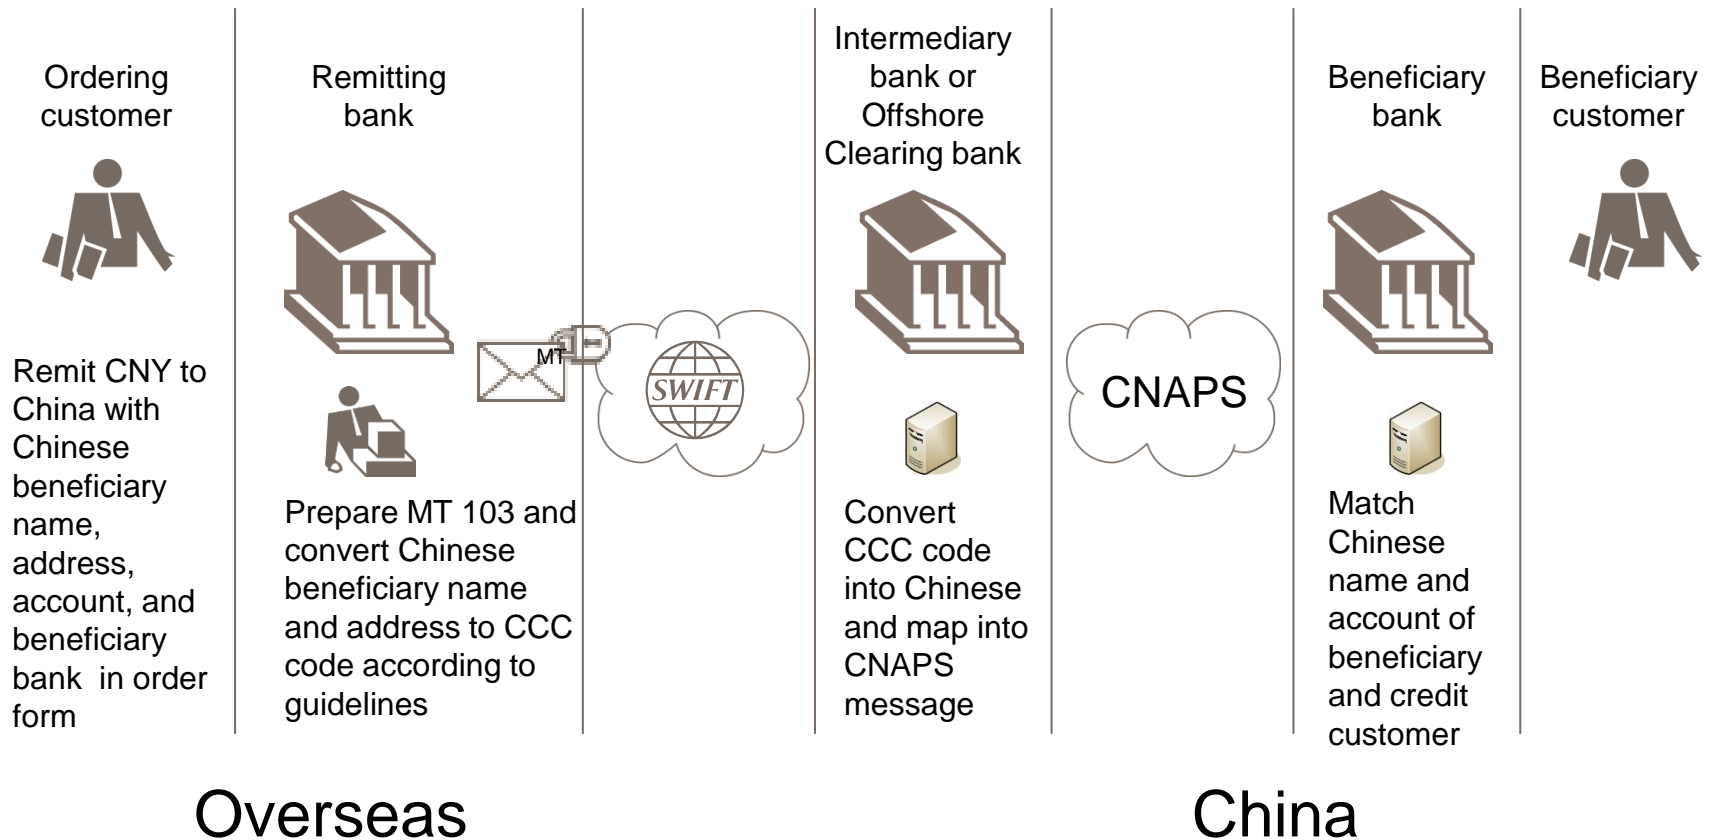 Ordering
customer
Remitting
bank
Intermediary
bank or
Offshore
Clearing bank
Beneficiary
bank
Beneficiary
customer
MT
SWIFT
CNAPS
Remit CNY to
China with
Chinese
beneficiary
name,
address,
account, and
beneficiary
bank in order
form
Prepare MT 103 and
convert Chinese
beneficiary name
and address to CCC
code according to
guidelines
Convert
CCC code
into Chinese
and map into
CNAPS
message
Match
Chinese
name and
account of
beneficiary
and credit
customer
Overseas
China